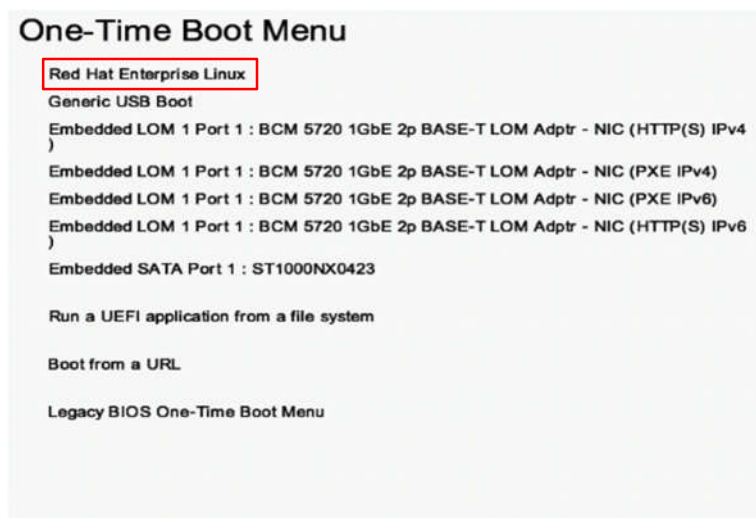 One-Time Boot Menu
Red Hat Enterprise Linux
Generic USB Boot
Embedded LOM 1 Port 1 : BCM 5720 1GbE 2p BASE-T LOM Adptr - NIC (HTTP(S) IPv4
)
Embedded LOM 1 Port 1 : BCM 5720 1GbE 2p BASE-T LOM Adptr - NIC (PXE IPv4)
Embedded LOM 1 Port 1 : BCM 5720 1GbE 2p BASE-T LOM Adptr - NIC (PXE IPv6)
Embedded LOM 1 Port 1 : BCM 5720 1GbE 2p BASE-T LOM Adptr - NIC (HTTP(S) IPv6
)
Embedded SATA Port 1 : ST1000NX0423
Run a UEFI application from a file system
Boot from a URL
Legacy BIOS One-Time Boot Menu